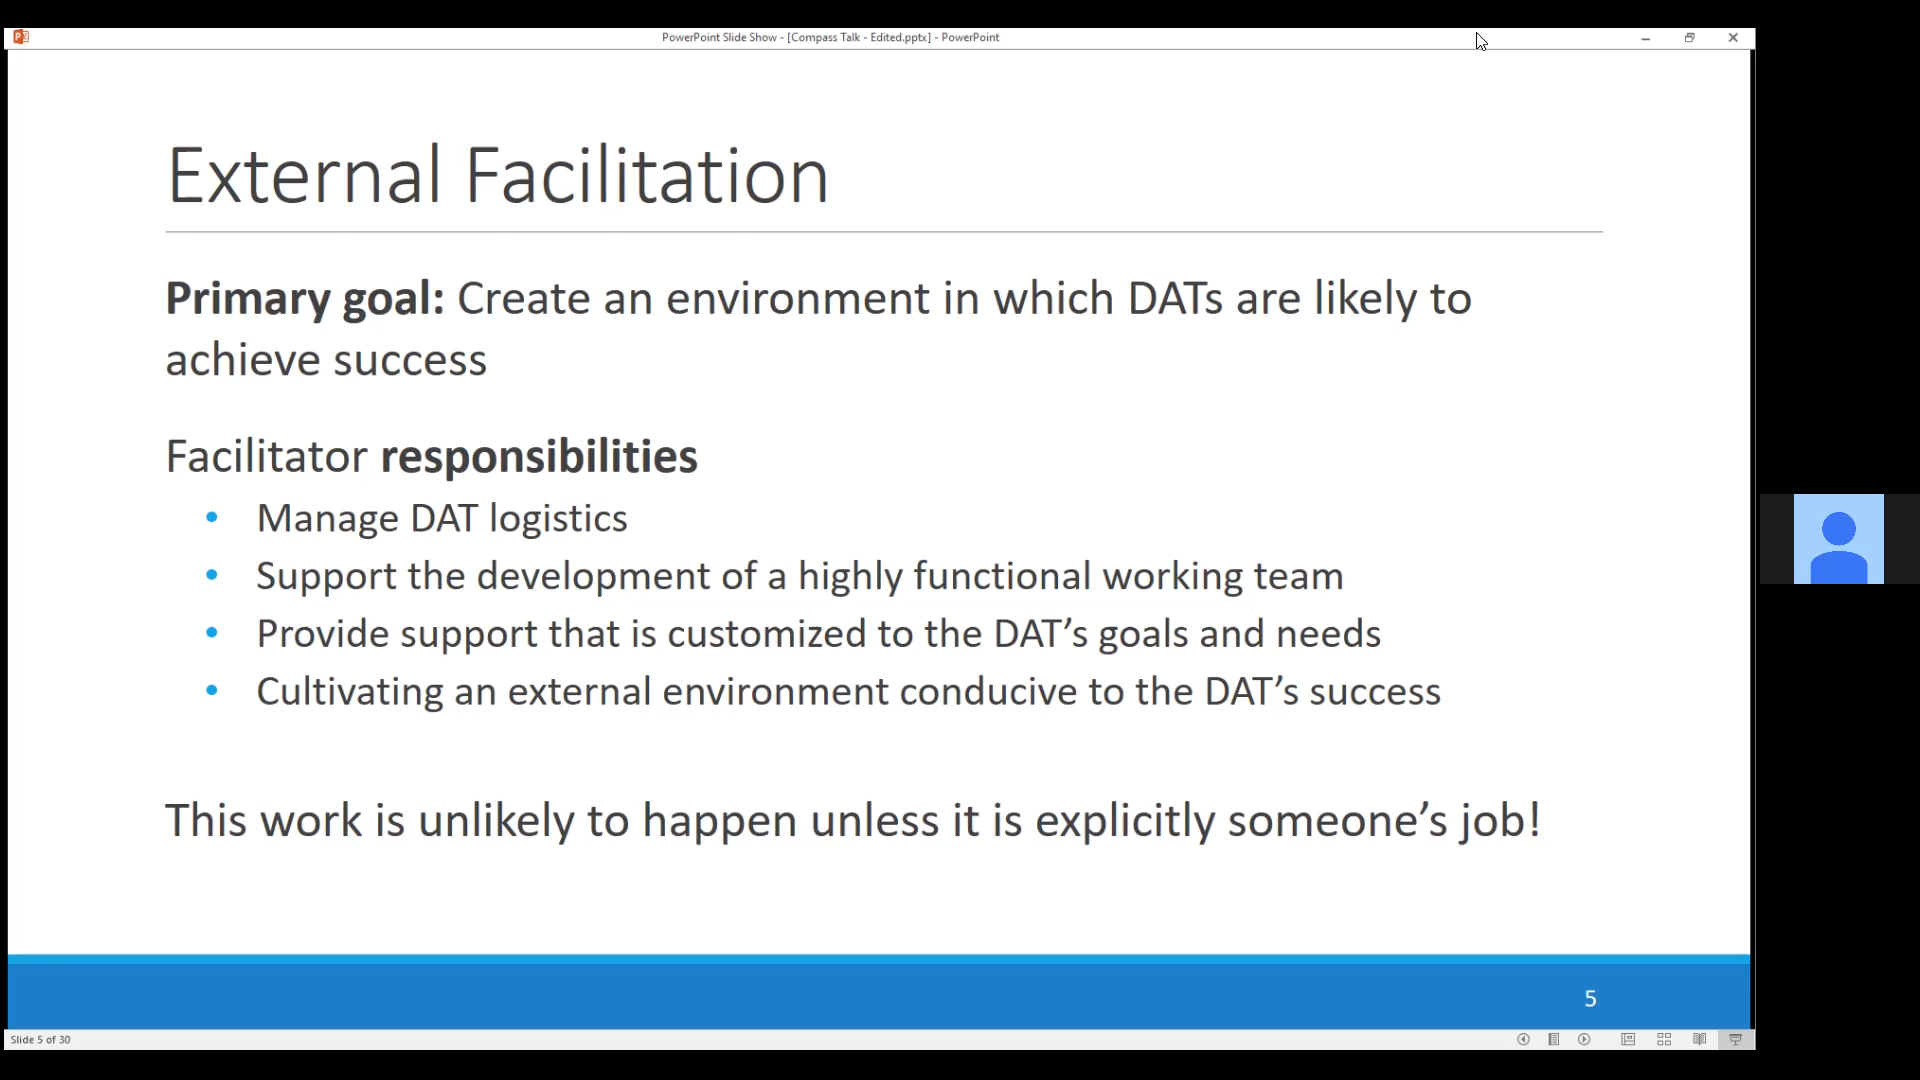 PowerPoint Slide Show - [Compass Talk - Edited.pptx] - PowerPoint
External Facilitation
Primary goal: Create an environment in which DATs are likely to
achieve success
Facilitator responsibilities
• Manage DAT logistics
• Support the development of a highly functional working team
• Provide support that is customized to the DAT’s goals and needs
• Cultivating an external environment conducive to the DAT’s success
This work is unlikely to happen unless it is explicitly someone’s job!
5
Slide 5 of 30